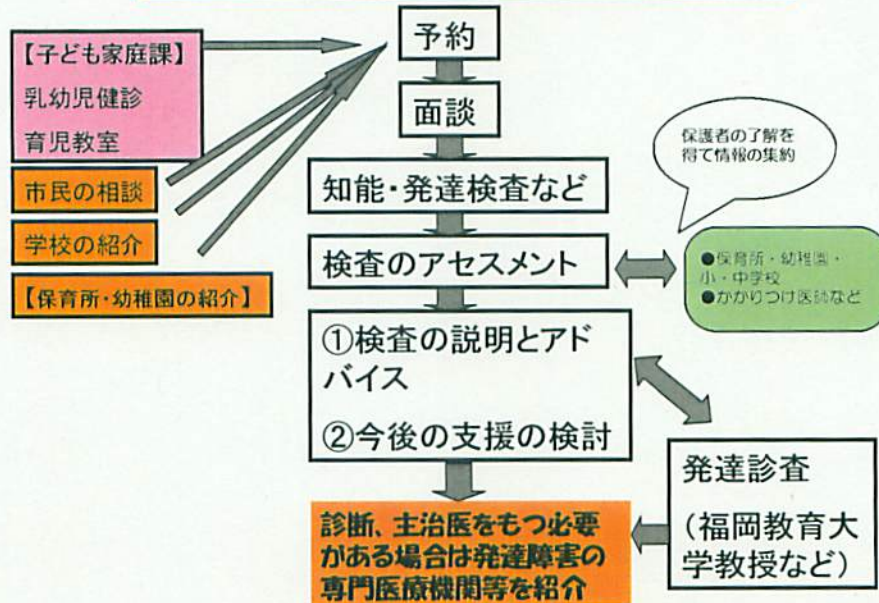 【子ども家庭課】
乳幼児健診
育児教室
市民の相談
学校の紹介
【保育所・幼稚園の紹介】
予約
面談
知能・発達検査など
検査のアセスメント
保護者の了解を
得て情報の集約
●保育所・幼稚園・
小・中学校
●かかりつけ医師など
①検査の説明とアド
バイス
②今後の支援の検討
発達診査
(福岡教育大
学教授など)
診断、主治医をもつ必要
がある場合は発達障害の
専門医療機関等を紹介